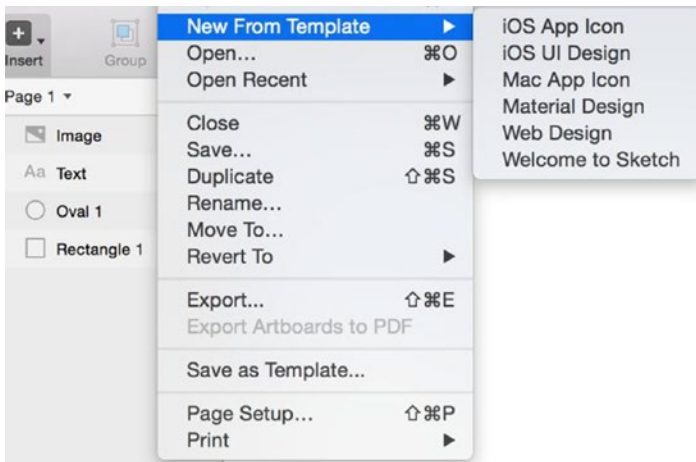 Insert
Group
Page 1
Image
Aa Text
Oval 1
Rectangle 1
New From Template
Open... ⌘O
Open Recent
Close ⌘W
Save... ⌘S
Duplicate ⇧⌘S
Rename...
Move To...
Revert To
Export... ⇧⌘E
Export Artboards to PDF
Save as Template...
Page Setup... ⇧⌘P
Print
iOS App Icon
iOS UI Design
Mac App Icon
Material Design
Web Design
Welcome to Sketch